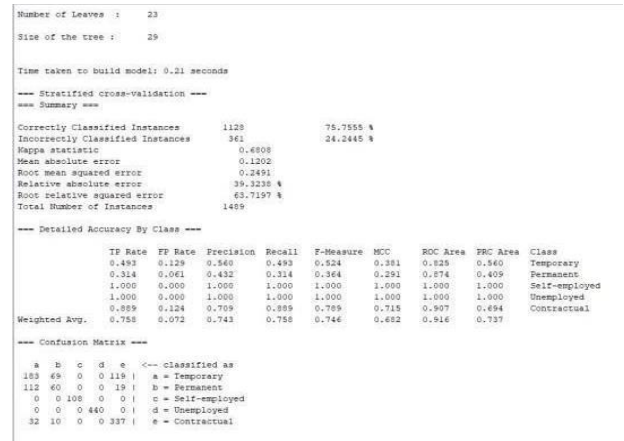 Number of Leaves : 23
Size of the tree : 29
Time taken to build model: 0.21 seconds
=== Stratified cross-validation ===
=== Summary ===
Correctly Classified Instances 1128 75.7555 %
Incorrectly Classified Instances 361 24.2445 %
Kappa statistic 0.6808
Mean absolute error 0.1202
Root mean squared error 0.2491
Relative absolute error 39.3238 %
Root relative squared error 63.7197 %
Total Number of Instances 1489
=== Detailed Accuracy By Class ===
TP Rate FP Rate Precision Recall F-Measure MCC ROC Area PRC Area Class
0.493 0.129 0.560 0.493 0.524 0.381 0.825 0.560 Temporary
0.314 0.061 0.432 0.314 0.364 0.291 0.874 0.409 Permanent
1.000 0.000 1.000 1.000 1.000 1.000 1.000 1.000 Self-employed
1.000 0.000 1.000 1.000 1.000 1.000 1.000 1.000 Unemployed
0.889 0.124 0.709 0.889 0.789 0.715 0.907 0.694 Contractual
Weighted Avg. 0.758 0.072 0.743 0.758 0.746 0.682 0.916 0.737
=== Confusion Matrix ===
a b c d e <-- classified as
183 69 0 0 119 | a = Temporary
112 60 0 0 19 | b = Permanent
0 0 108 0 0 | c = Self-employed
0 0 0 440 0 | d = Unemployed
32 10 0 0 337 | e = Contractual